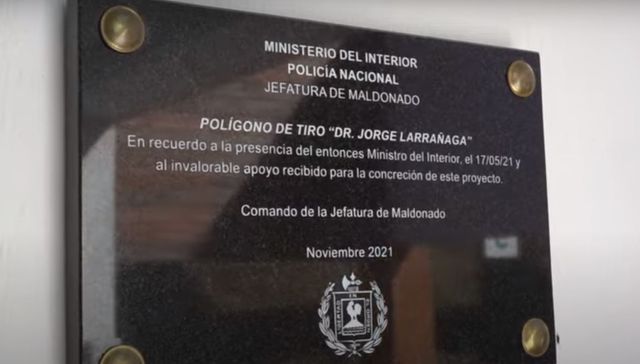 MINISTERIO DEL INTERIOR
POLICÍA NACIONAL
JEFATURA DE MALDONADO
POLÍGONO DE TIRO “DR. JORGE LARRAÑAGA”
En recuerdo a la presencia del entonces Ministro del Interior, el 17/05/21 y
al invalorable apoyo recibido para la concreción de este proyecto.
Comando de la Jefatura de Maldonado
Noviembre 2021